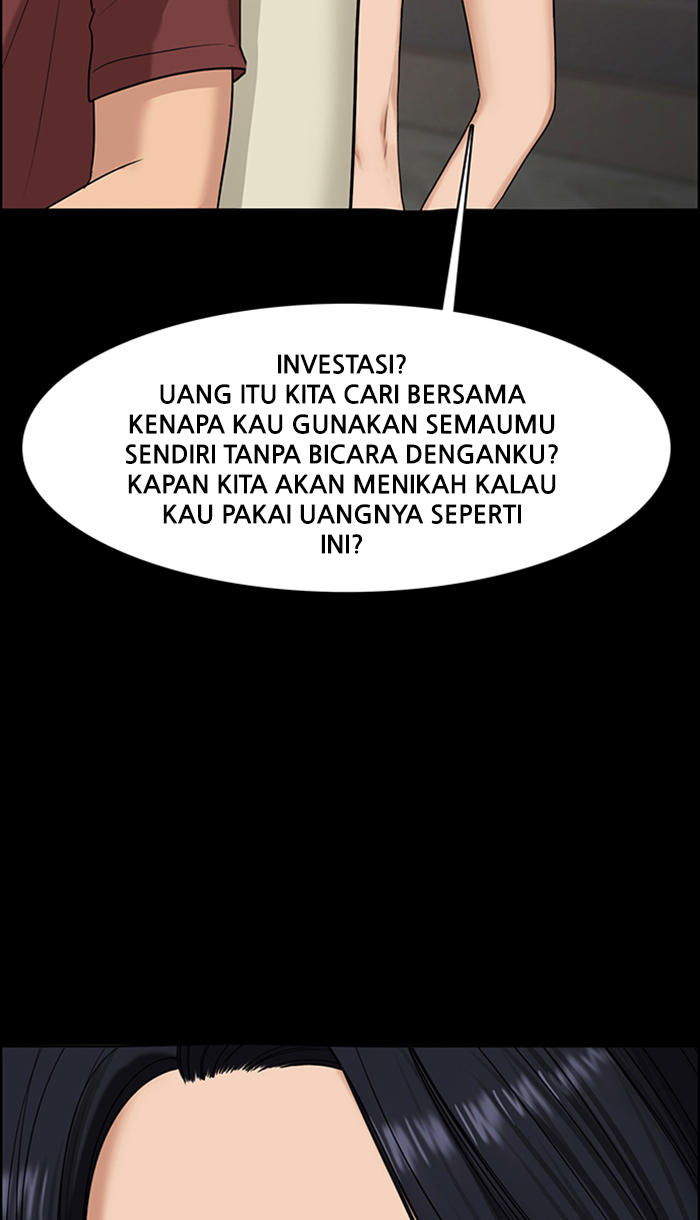 INVESTASI?
UANG ITU KITA CARI BERSAMA
KENAPA KAU GUNAKAN SEMAUMU
SENDIRI TANPA BICARA DENGANKU?
KAPAN KITA AKAN MENIKAH KALAU
KAU PAKAI UANGNYA SEPERTI
INI?